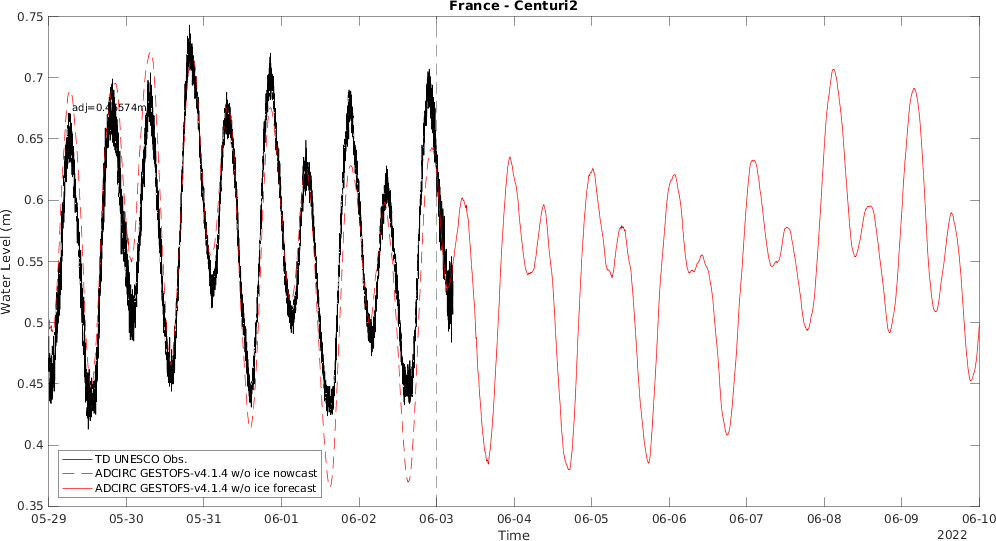 France - Centuri2
0.75
0.7
0.65
0.6
0.55
0.5
0.45
0.4
0.35
Water Level (m)
TD UNESCO Obs.
ADCIRC GESTOFS-v4.1.4 w/o ice nowcast
ADCIRC GESTOFS-v4.1.4 w/o ice forecast
05-29 05-30 05-31 06-01 06-02 06-03 06-04 06-05 06-06 06-07 06-08 06-09 06-10
Time
2022